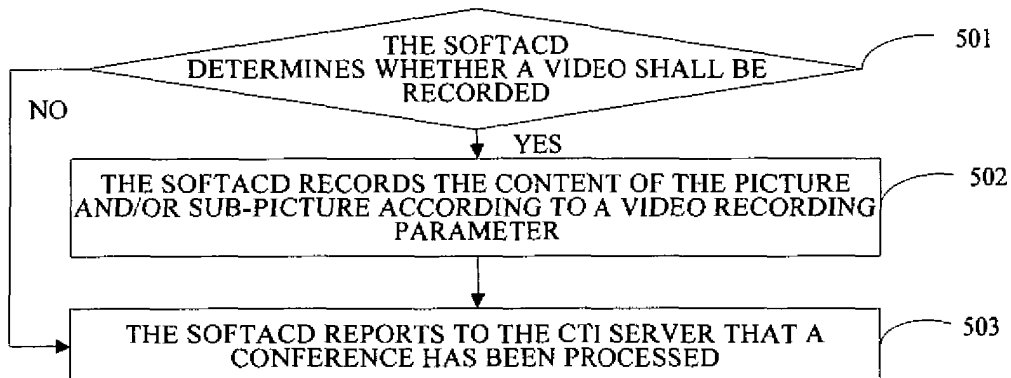 THE SOFTACD
DETERMINES WHETHER A VIDEO SHALL BE
RECORDED
501
NO
YES
THE SOFTACD RECORDS THE CONTENT OF THE PICTURE
AND/OR SUB-PICTURE ACCORDING TO A VIDEO RECORDING
PARAMETER
502
THE SOFTACD REPORTS TO THE CTI SERVER THAT A
CONFERENCE HAS BEEN PROCESSED
503